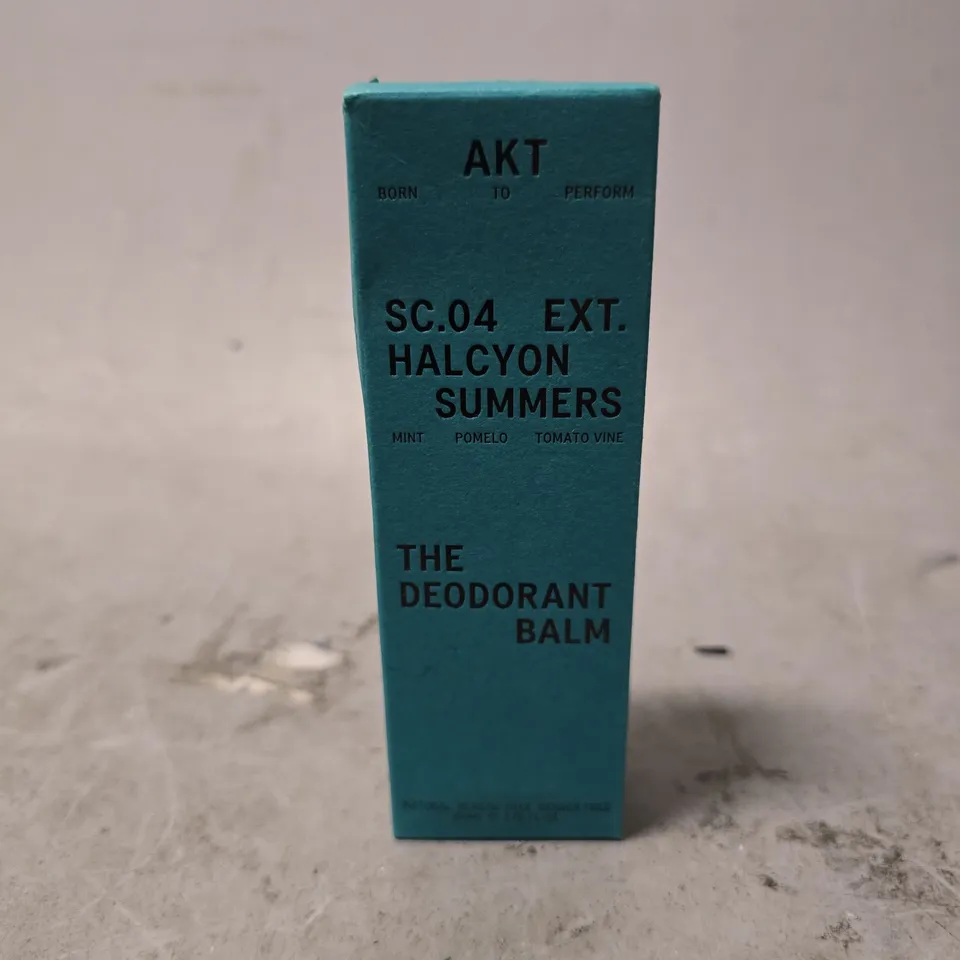 AKT
BORN TO PERFORM
SC.04 EXT.
HALCYON
SUMMERS
MINT POMELO TOMATO VINE
THE
DEODORANT
BALM